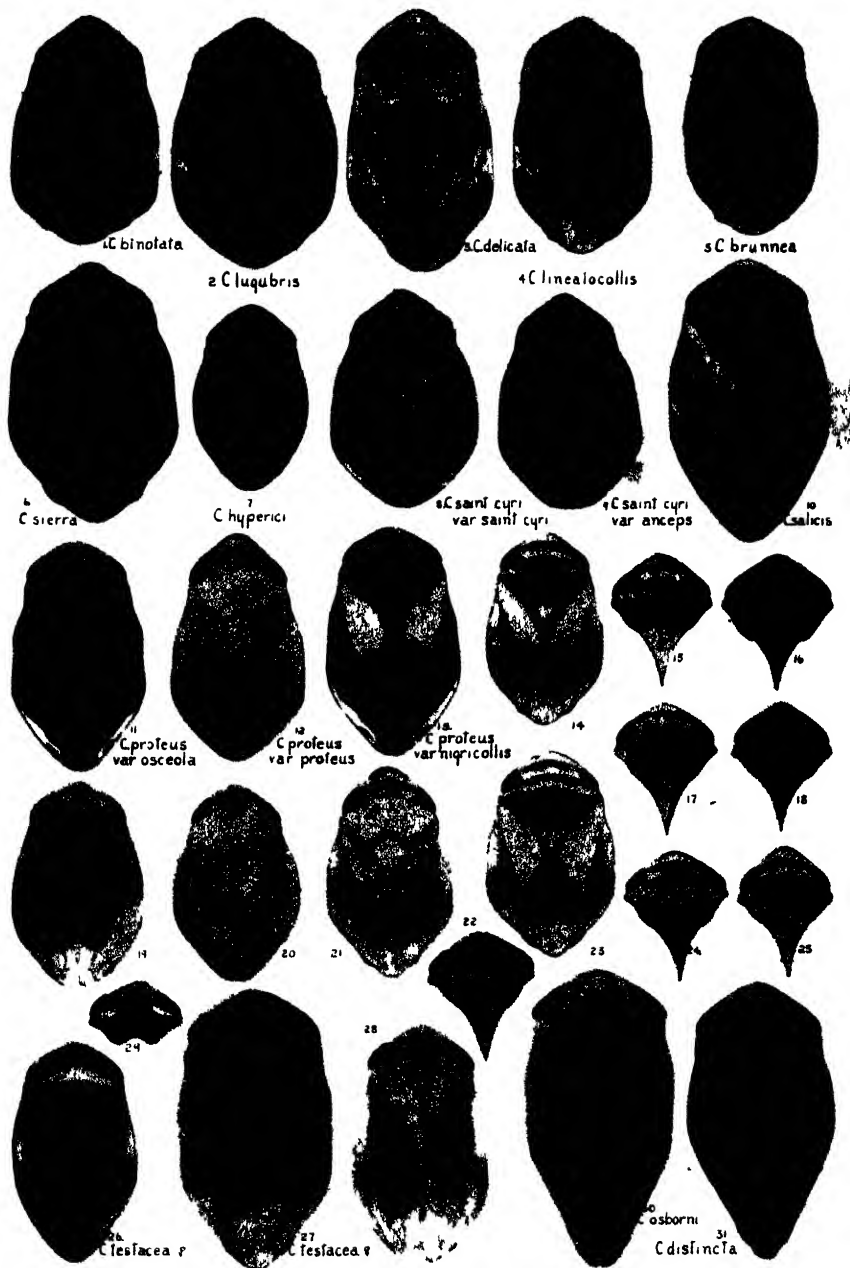 1. C binotata
2 C lugubris
3. C. delicata
4 C linealocollis
5 C brunnea
6
C sierra
7
C hyperici
8. C saint cyri
var saint cyri
9 C saint cyri
var anceps
10
C salicis
11
C. proteus
var osceola
12
C proteus
var proteus
13.
C proteus
var nigricollis
14
15
16
17
18
19
20
21
22
23
24
25
29
26.
C testacea
27
C testacea
28
30
C osborni
31
C distincta